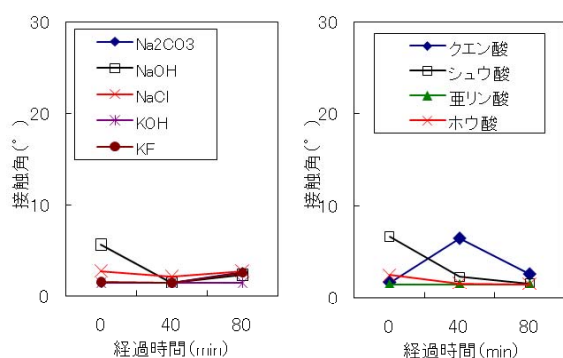 30
20
10
0
接触角(°)
Na2CO3
NaOH
NaCl
KOH
KF
0 40 80
経過時間(min)
30
20
10
0
接触角(°)
クエン酸
シュウ酸
亜リン酸
ホウ酸
0 40 80
経過時間(min)